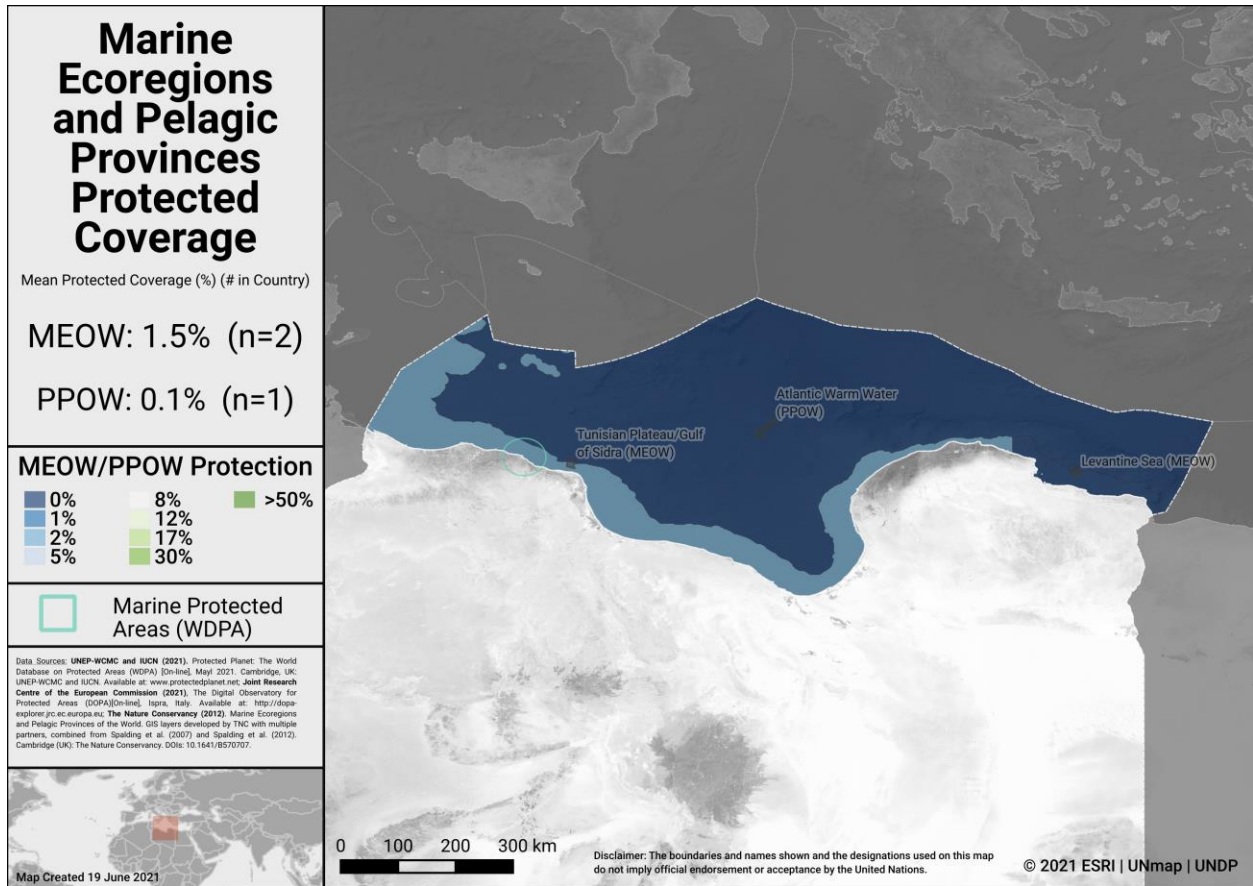 Marine
Ecoregions
and Pelagic
Provinces
Protected
Coverage
Mean Protected Coverage (%) (# in Country)
MEOW: 1.5% (n=2)
PPOW: 0.1% (n=1)
MEOW/PPOW Protection
0%
1%
2%
5%
8%
12%
17%
30%
>50%
Marine Protected
Areas (WDPA)
Data Sources: UNEP-WCMC and IUCN (2021). Protected Planet: The World
Database on Protected Areas (WDPA) [On-line], Mayl 2021. Cambridge, UK:
UNEP-WCMC and IUCN. Available at: www.protectedplanet.net; Joint Research
Centre of the European Commission (2021), The Digital Observatory for
Protected Areas (DOPA)[On-line], Ispra, Italy. Available at: http://dopa-
explorer.jrc.ec.europa.eu; The Nature Conservancy (2012). Marine Ecoregions
and Pelagic Provinces of the World. GIS layers developed by TNC with multiple
partners, combined from Spalding et al. (2007) and Spalding et al. (2012).
Cambridge (UK): The Nature Conservancy. DOIs: 10.1641/B570707.
Map Created 19 June 2021
Atlantic Warm Water
(PPOW)
Tunisian Plateau/Gulf
of Sidra (MEOW)
Levantine Sea (MEOW)
0 100 200 300 km
Disclaimer: The boundaries and names shown and the designations used on this map
do not imply official endorsement or acceptance by the United Nations.
© 2021 ESRI | UNmap | UNDP